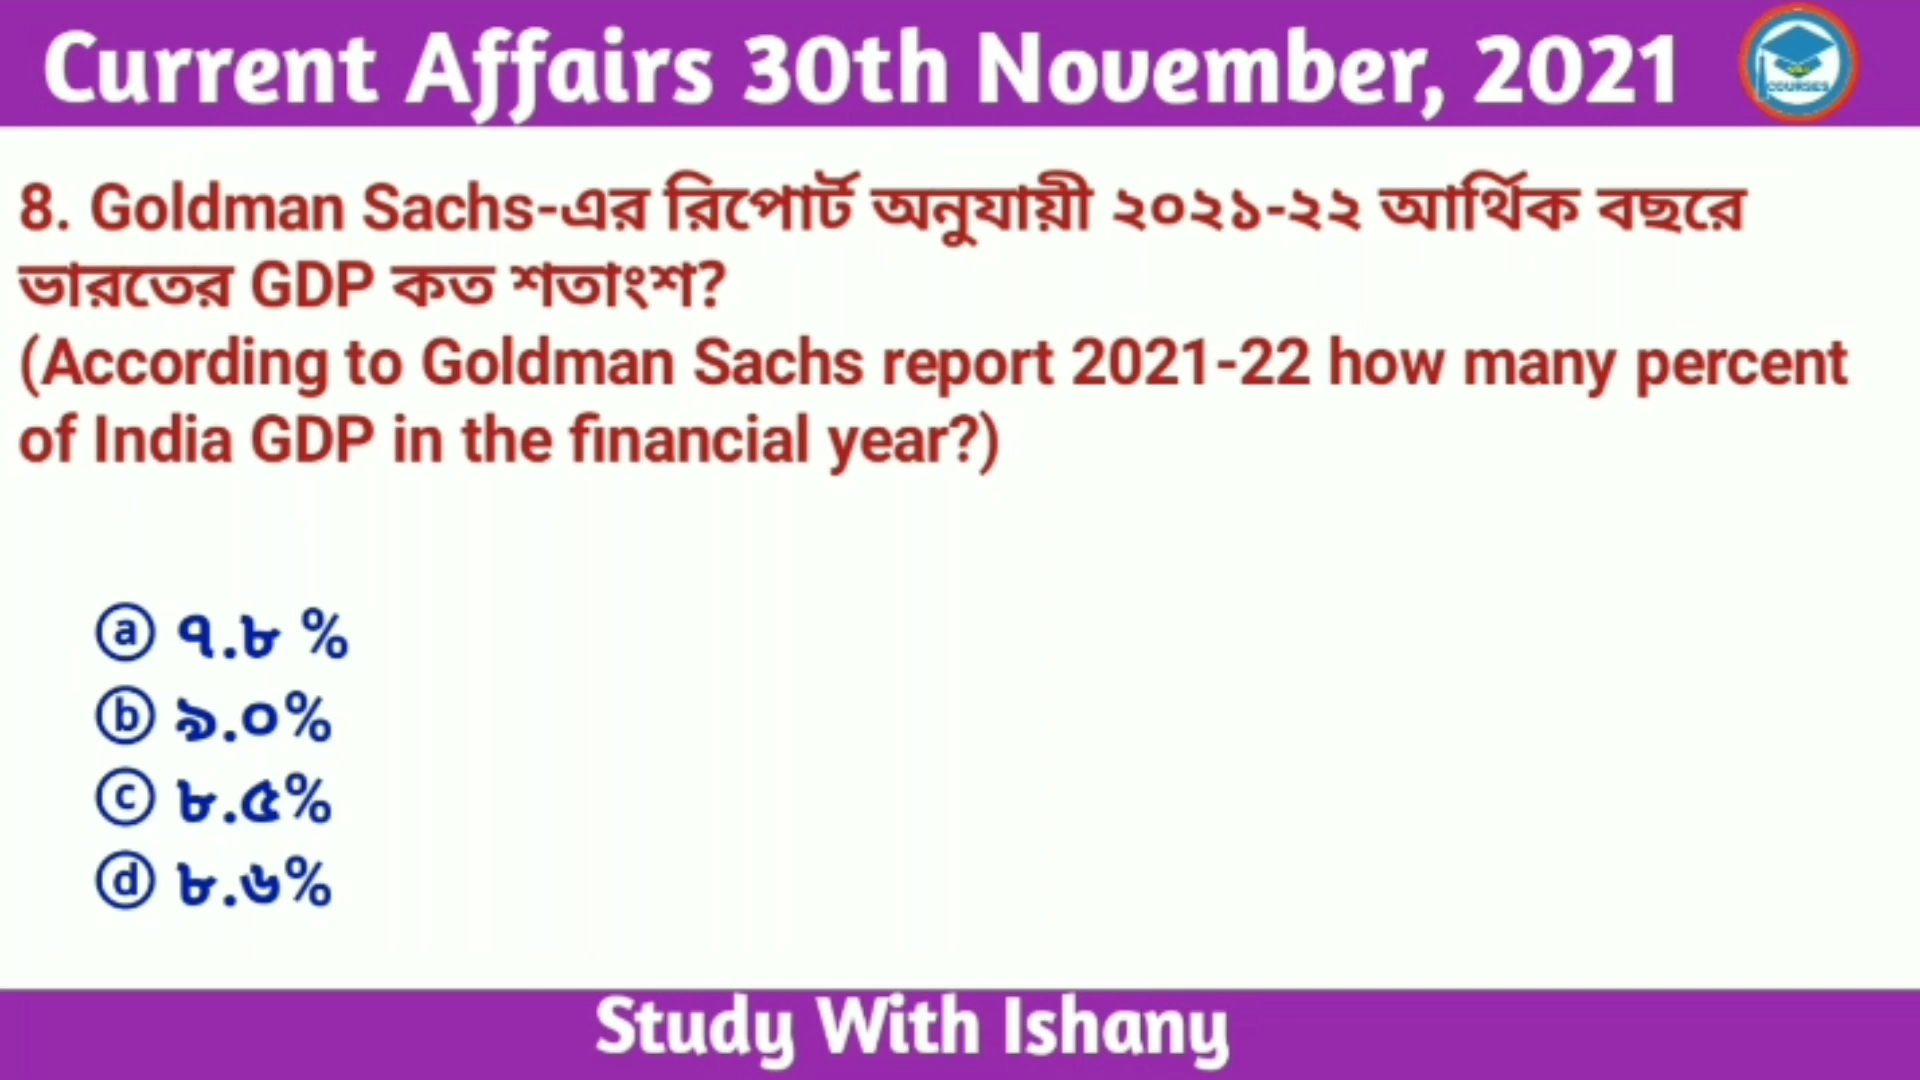 Current Affairs 30th November, 2021
COURSES
8. Goldman Sachs-এর রিপোর্ট অনুযায়ী ২০২১-২২ আর্থিক বছরে
ভারতের GDP কত শতাংশ?
(According to Goldman Sachs report 2021-22 how many percent
of India GDP in the financial year?)
ⓐ ৭.৮ %
ⓑ ৯.০%
ⓒ ৮.৫%
ⓓ ৮.৬%
Study With Ishany